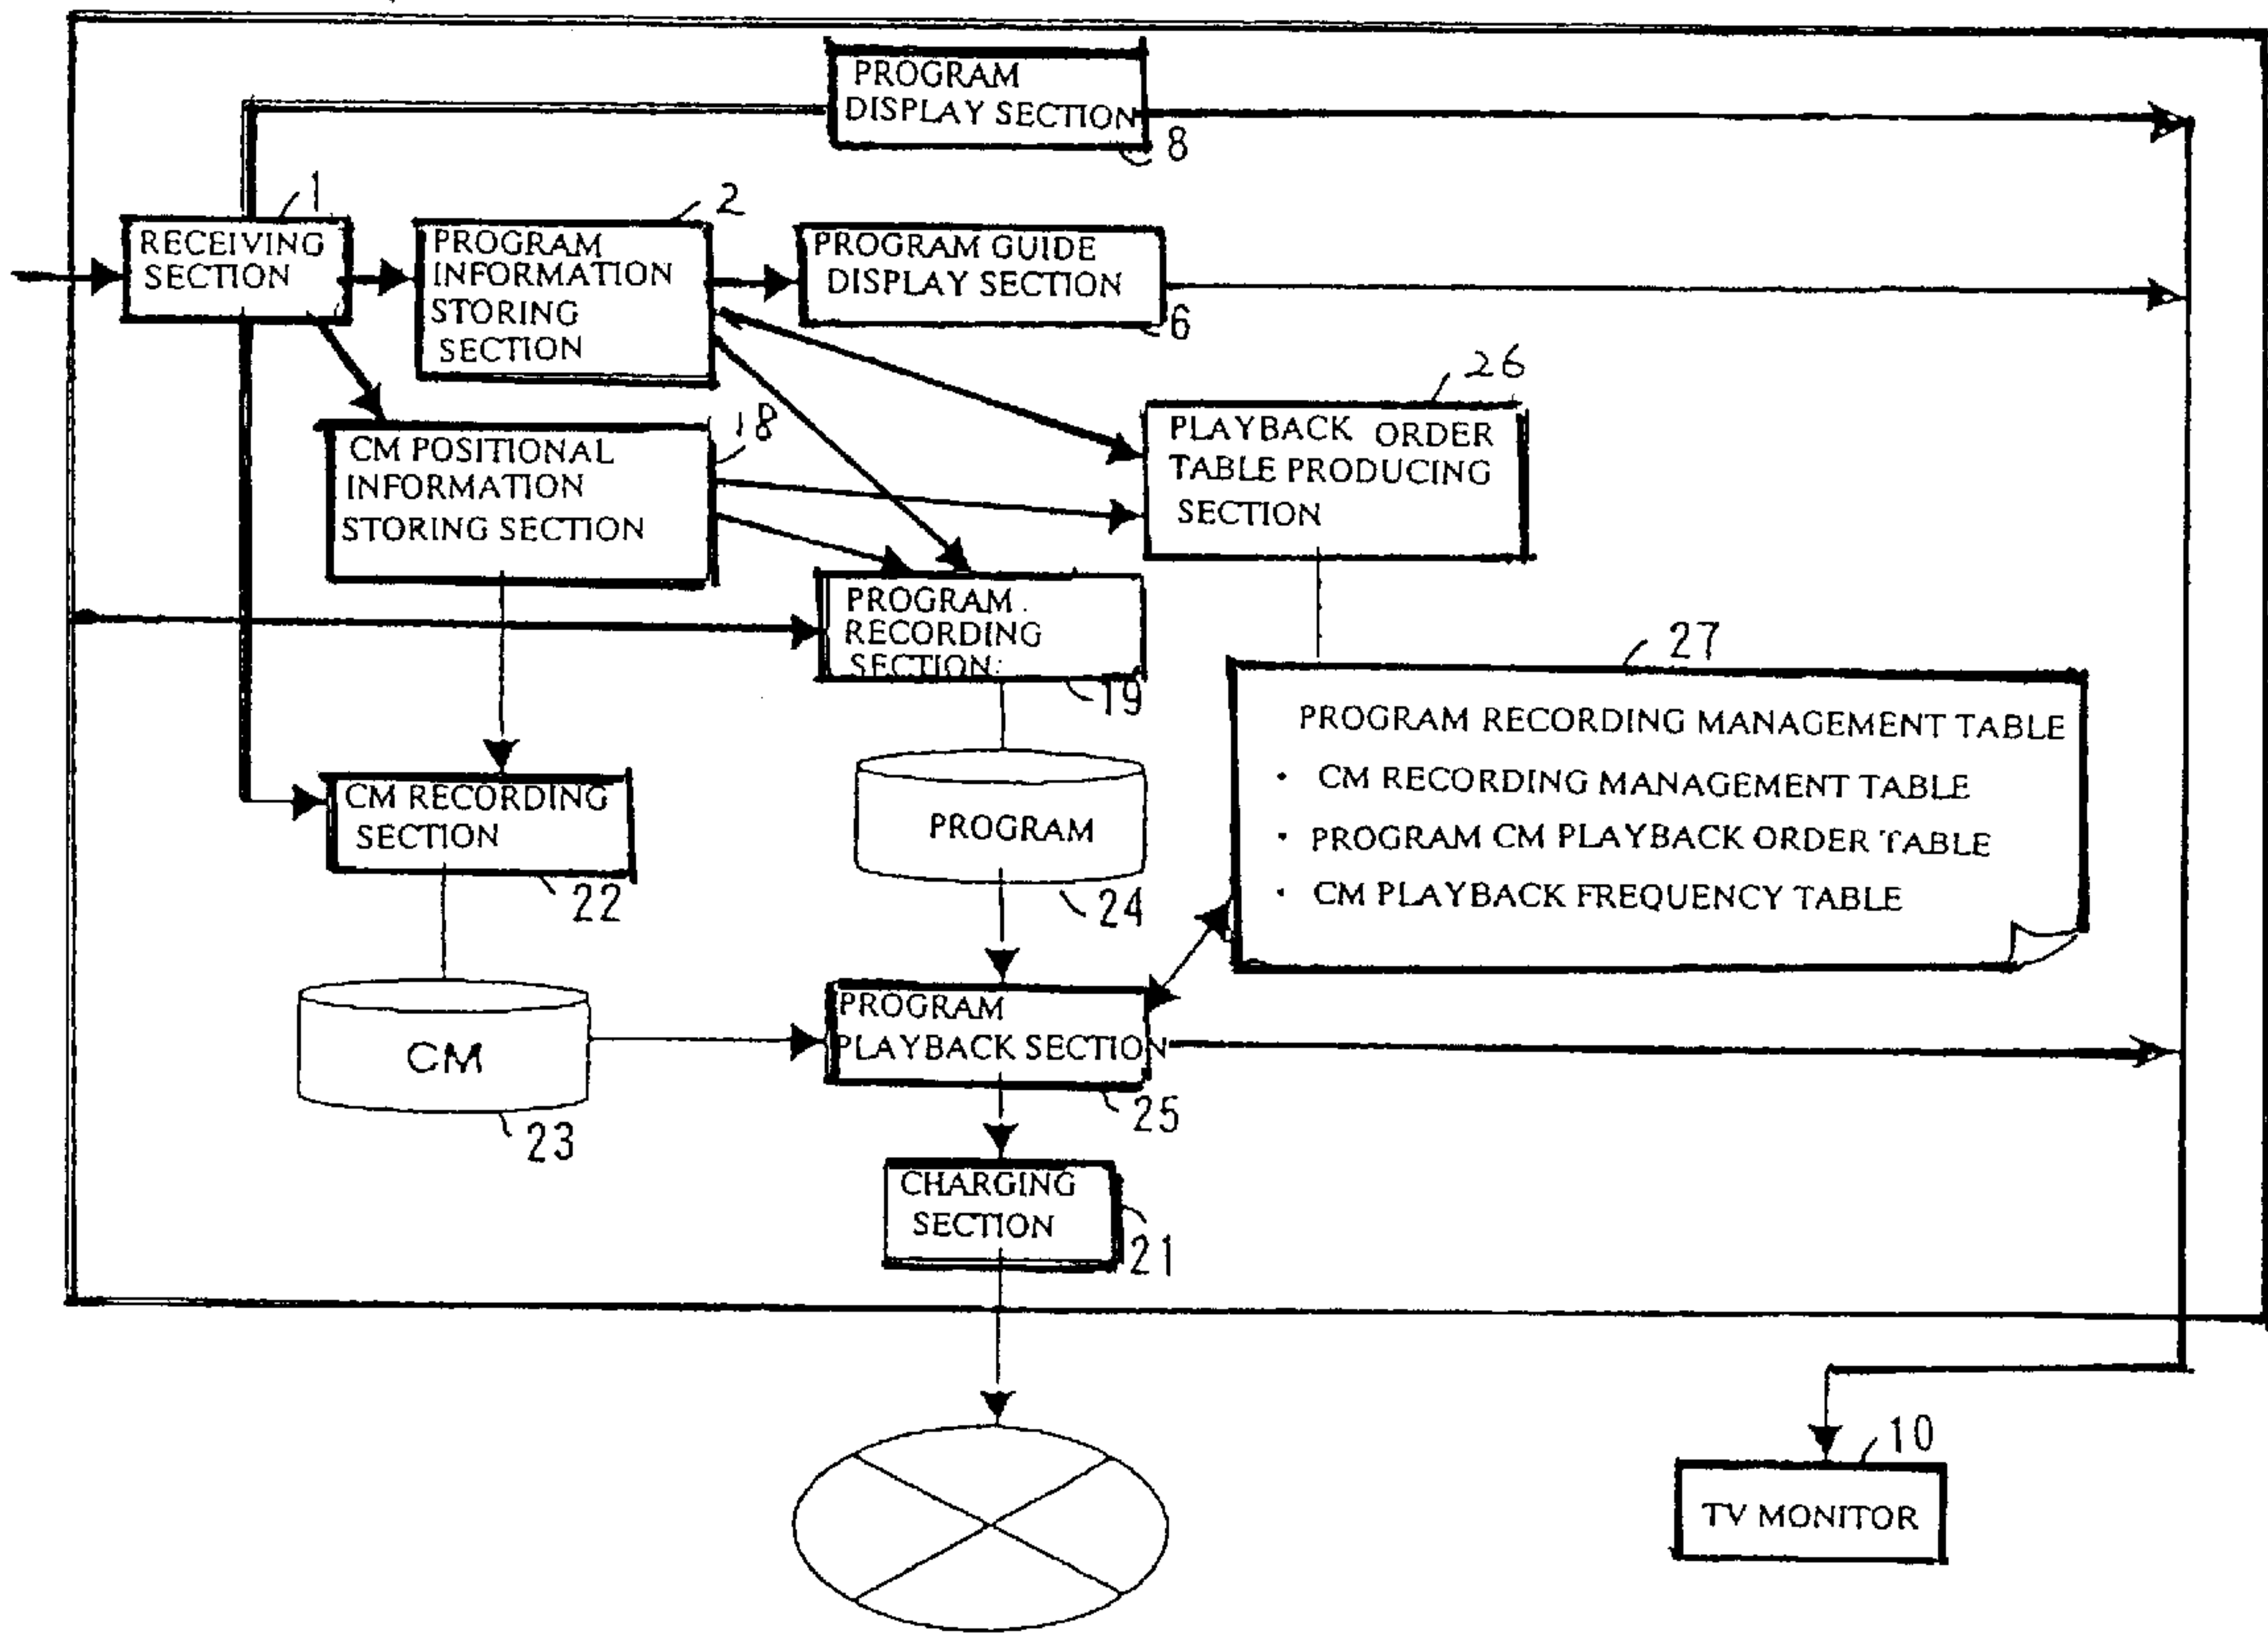 PROGRAM
DISPLAY SECTION
8
1
RECEIVING
SECTION
2
PROGRAM
INFORMATION
STORING
SECTION
PROGRAM GUIDE
DISPLAY SECTION
6
18
CM POSITIONAL
INFORMATION
STORING SECTION
26
PLAYBACK ORDER
TABLE PRODUCING
SECTION
PROGRAM
RECORDING
SECTION
19
27
PROGRAM RECORDING MANAGEMENT TABLE
· CM RECORDING MANAGEMENT TABLE
· PROGRAM CM PLAYBACK ORDER TABLE
· CM PLAYBACK FREQUENCY TABLE
CM RECORDING
SECTION
22
PROGRAM
24
CM
23
PROGRAM
PLAYBACK SECTION
25
CHARGING
SECTION
21
10
TV MONITOR